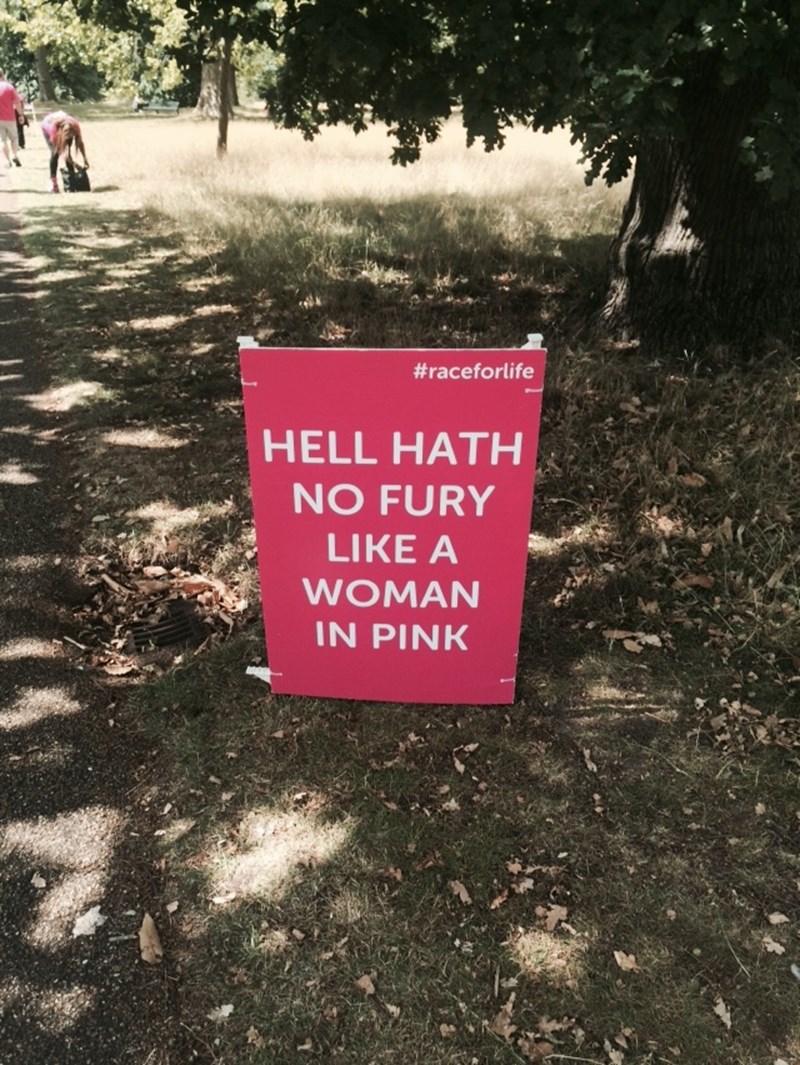 #raceforlife
HELL HATH
NO FURY
LIKE A
WOMAN
IN PINK